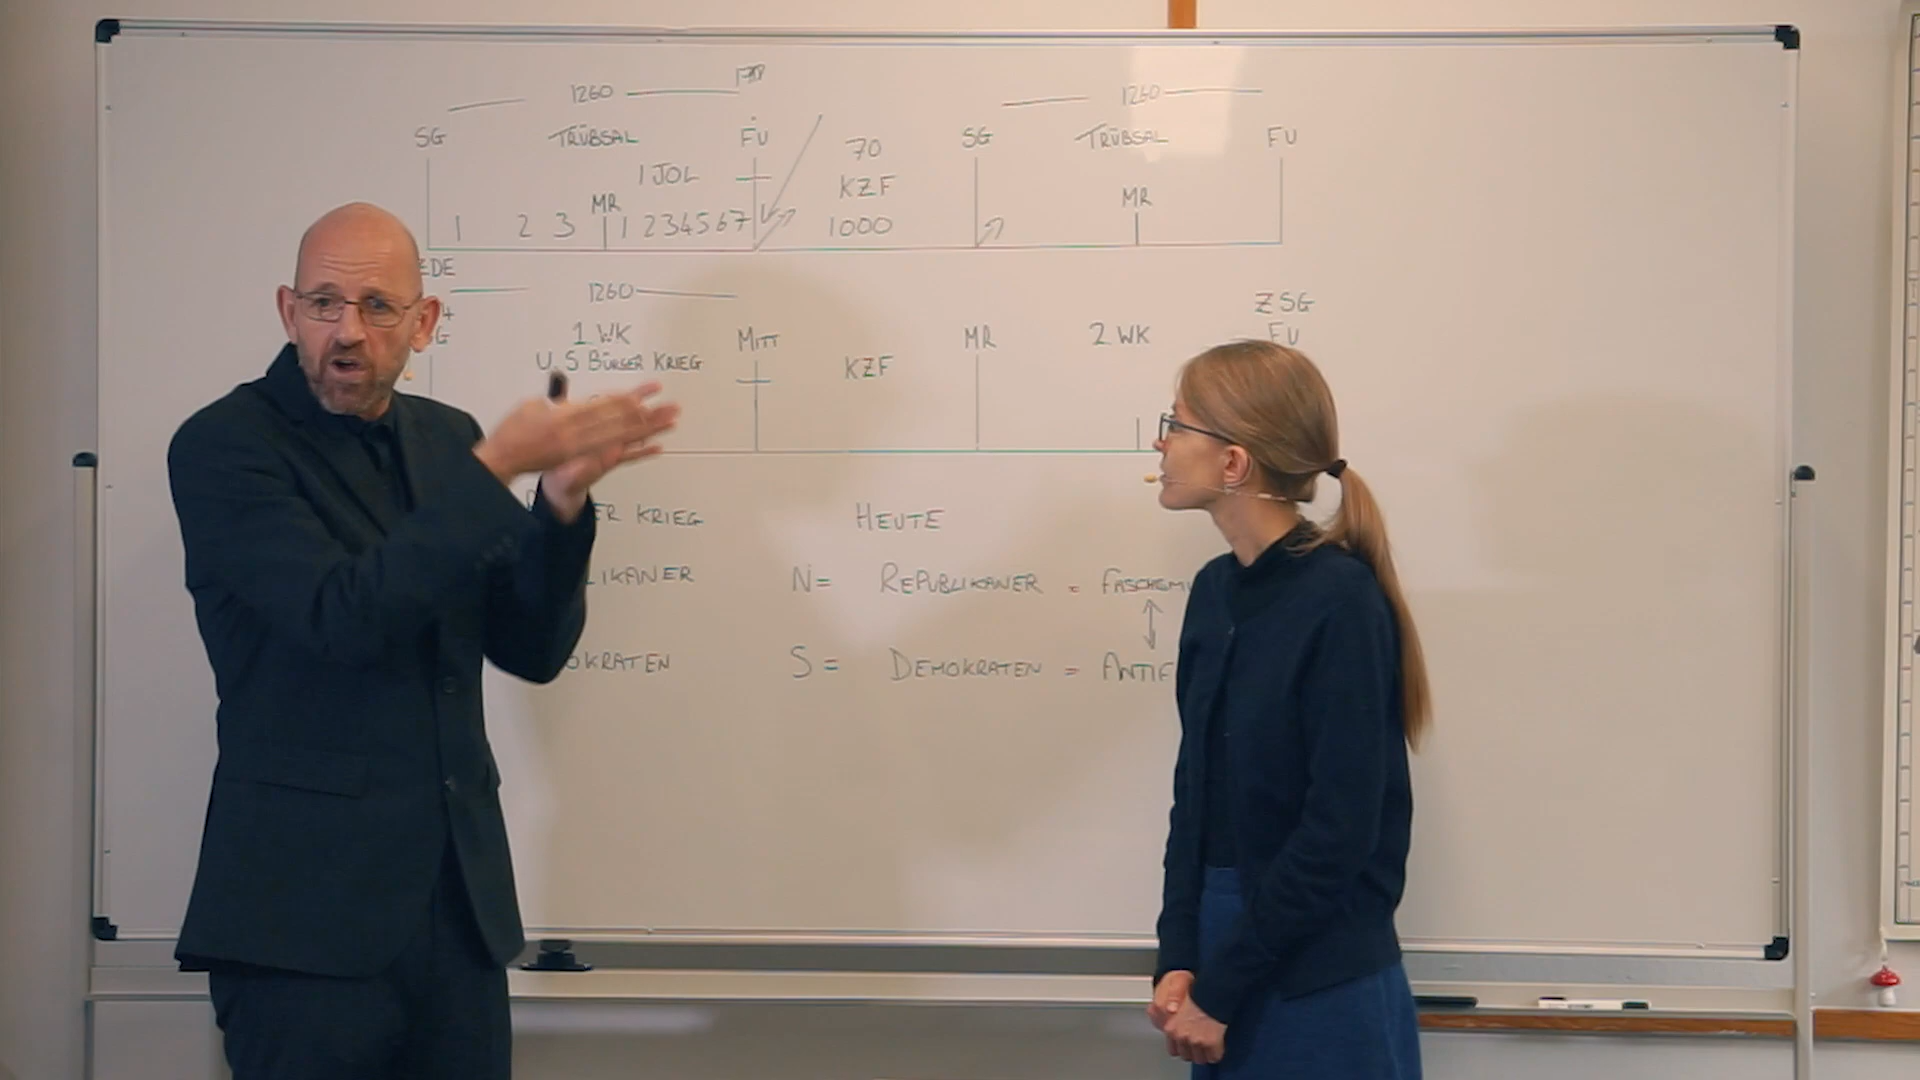 1260 1260
SG TRÜBSAL FU 70 SG TRÜBSAL FU
1 JOL KZF
MR MR
1 2 3 1 2 3 4 5 6 7 1000
1260 ZSG
1 WK MITT MR 2 WK FU
U.S BÜRGER KRIEG KZF
ER KRIEG HEUTE
LIKANER N= REPUBLIKANER = FASCHISM
OKRATEN S= DEMOKRATEN = ANTIF